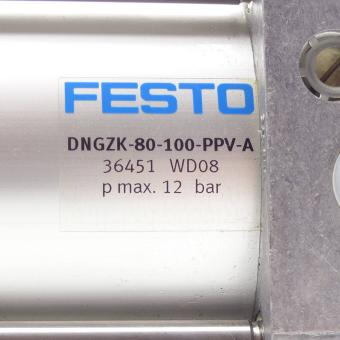 FESTO
DNGZK-80-100-PPV-A
36451 WD08
p max. 12 bar